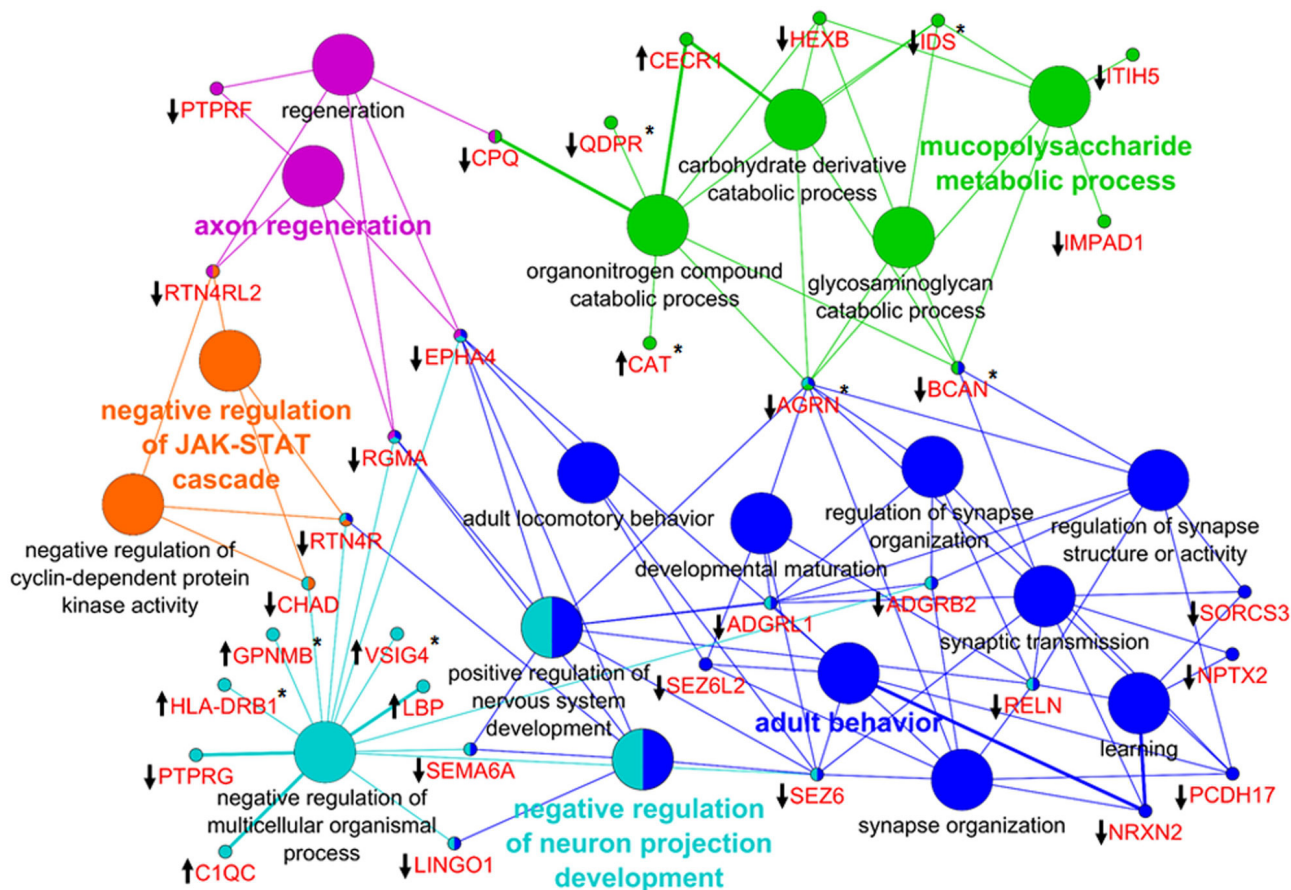 ↓HEXB
↓IDS*
↑CECR1
↓ITIH5
↓PTPRF
regeneration
↓CPQ
↓QDPR*
carbohydrate derivative
catabolic process
mucopolysaccharide
metabolic process
axon regeneration
↓IMPAD1
organonitrogen compound
catabolic process
glycosaminoglycan
catabolic process
↓RTN4RL2
↓EPHA4
↑CAT*
↓AGRN*
↓BCAN*
negative regulation
of JAK-STAT
cascade
↓RGMA
adult locomotory behavior
regulation of synapse
organization
regulation of synapse
structure or activity
negative regulation of
cyclin-dependent protein
kinase activity
↓RTN4R
developmental maturation
↓CHAD
↓ADGRL1
↓ADGRB2
↓SORCS3
synaptic transmission
↑GPNMB*
↑VSIG4*
positive regulation of
nervous system
development
↓SEZ6L2
↓NPTX2
↑HLA-DRB1*
↑LBP
adult behavior
↓RELN
learning
↓PTPRG
↓SEMA6A
negative regulation of
multicellular organismal
process
↓SEZ6
↓PCDH17
negative regulation
of neuron projection
development
synapse organization
↓NRXN2
↑C1QC
↓LINGO1